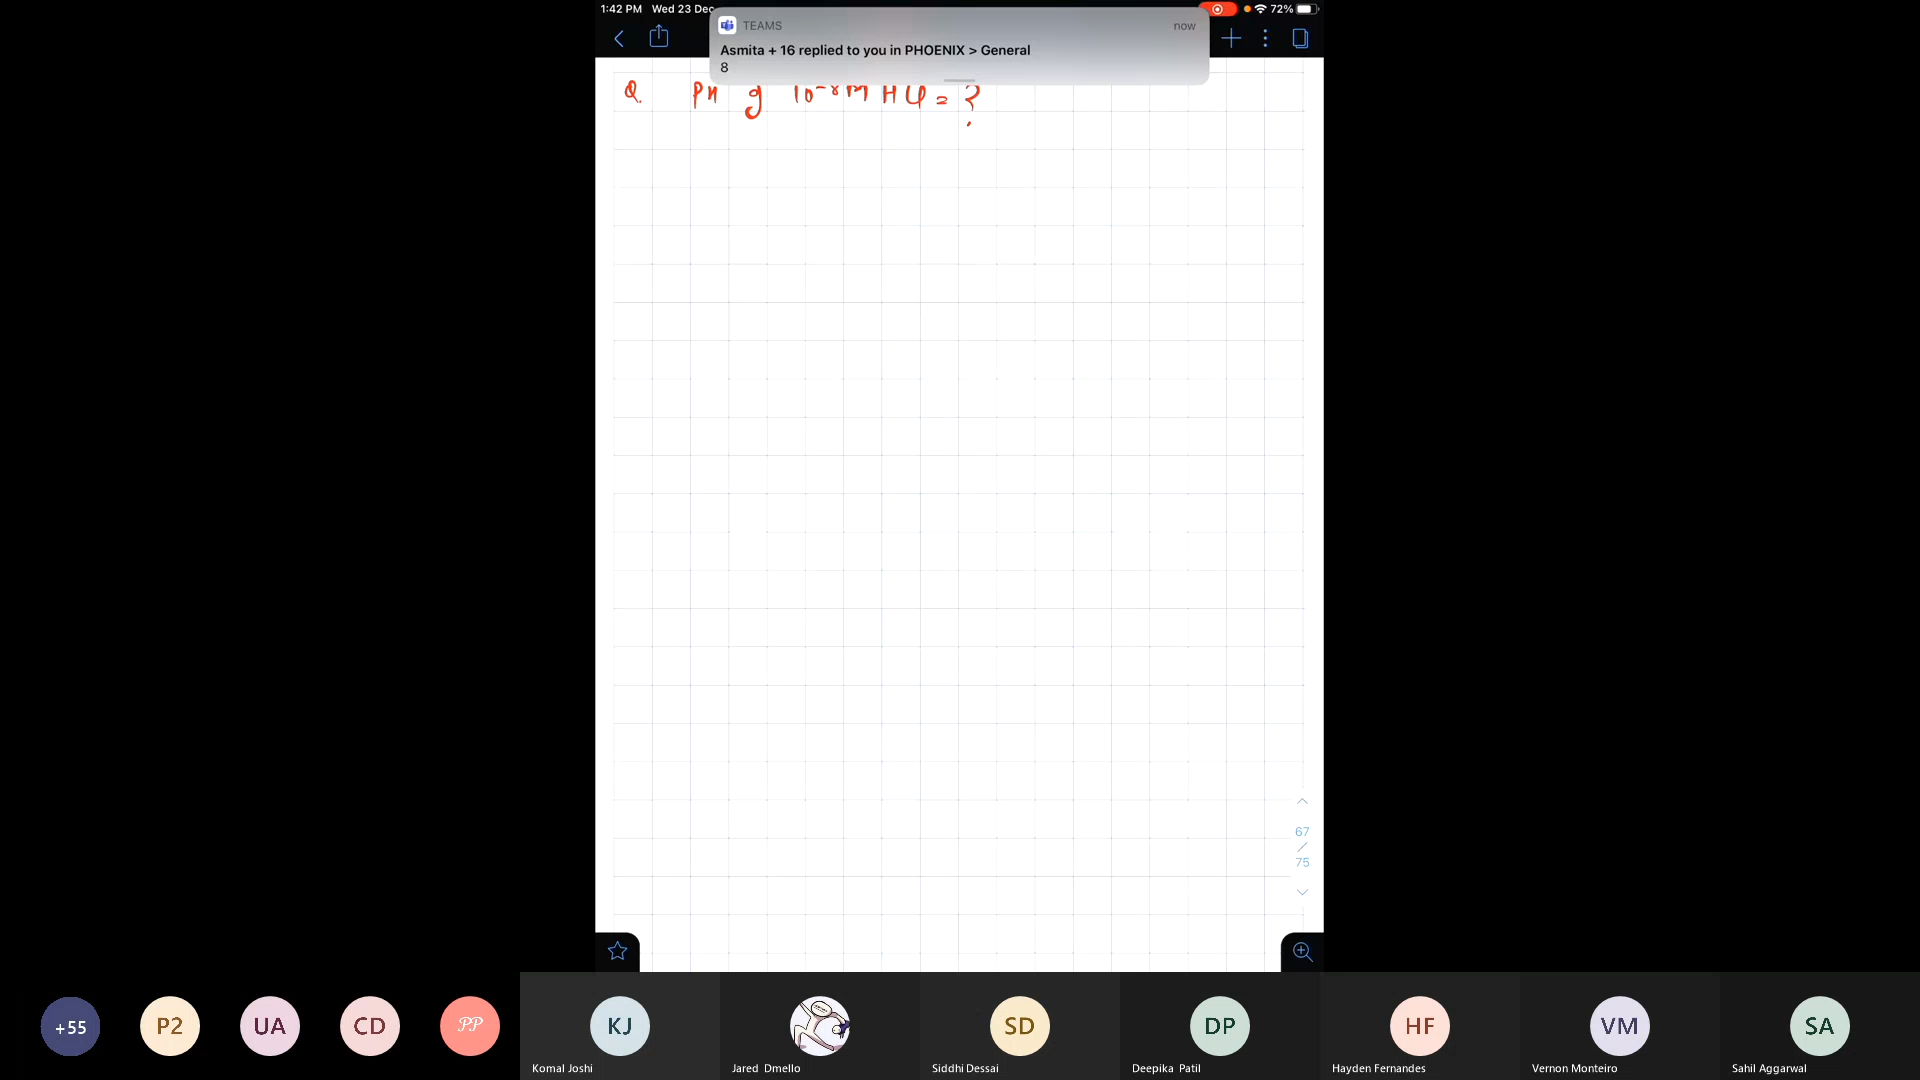 1:42 PM Wed 23 Dec
72%
TEAMS
now
Asmita + 16 replied to you in PHOENIX > General
8
Q. PH of 10-8M HCl = ?
67
/
75
+55
P2
UA
CD
PP
KJ
SD
DP
HF
VM
SA
Komal Joshi
Jared Dmello
Siddhi Dessai
Deepika Patil
Hayden Fernandes
Vernon Monteiro
Sahil Aggarwal